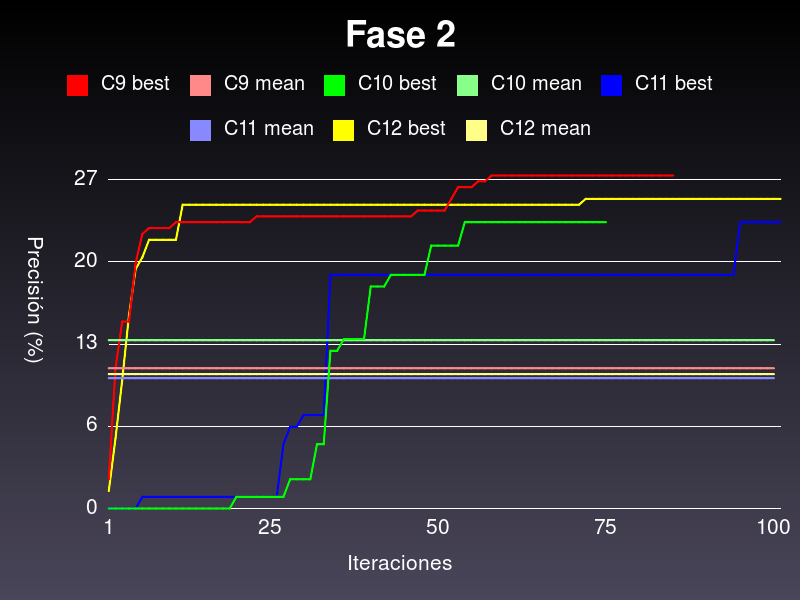 Fase 2
C9 best C9 mean C10 best C10 mean C11 best
C11 mean C12 best C12 mean
27
20
13
6
0
Precisión (%)
1 25 50 75 100
Iteraciones